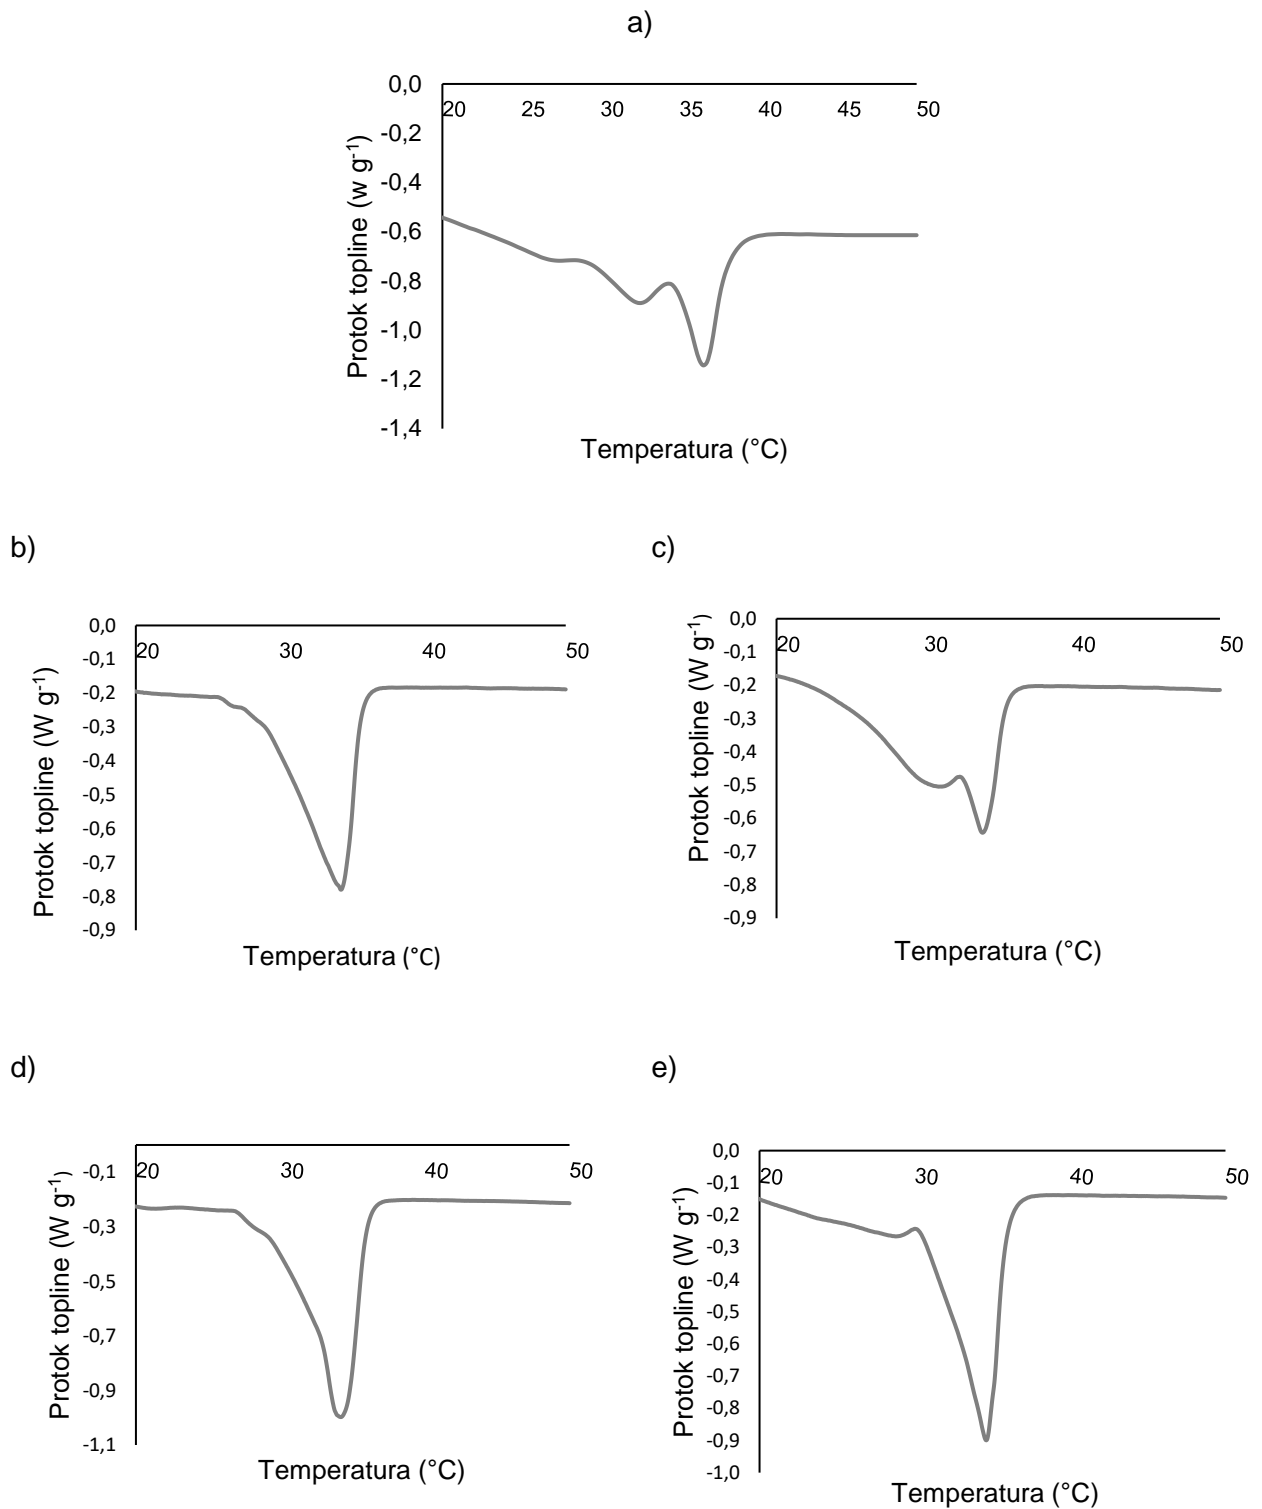 a)
0,0
20 25 30 35 40 45 50
-0,2
-0,4
-0,6
-0,8
-1,0
-1,2
-1,4
Protok topline (w g-1)
Temperatura (°C)
b)
0,0
20 30 40 50
-0,1
-0,2
-0,3
-0,4
-0,5
-0,6
-0,7
-0,8
-0,9
Protok topline (W g-1)
Temperatura (°C)
c)
0,0
20 30 40 50
-0,1
-0,2
-0,3
-0,4
-0,5
-0,6
-0,7
-0,8
-0,9
Protok topline (W g-1)
Temperatura (°C)
d)
20 30 40 50
-0,1
-0,3
-0,5
-0,7
-0,9
-1,1
Protok topline (W g-1)
Temperatura (°C)
e)
0,0
20 30 40 50
-0,1
-0,2
-0,3
-0,4
-0,5
-0,6
-0,7
-0,8
-0,9
-1,0
Protok topline (W g-1)
Temperatura (°C)